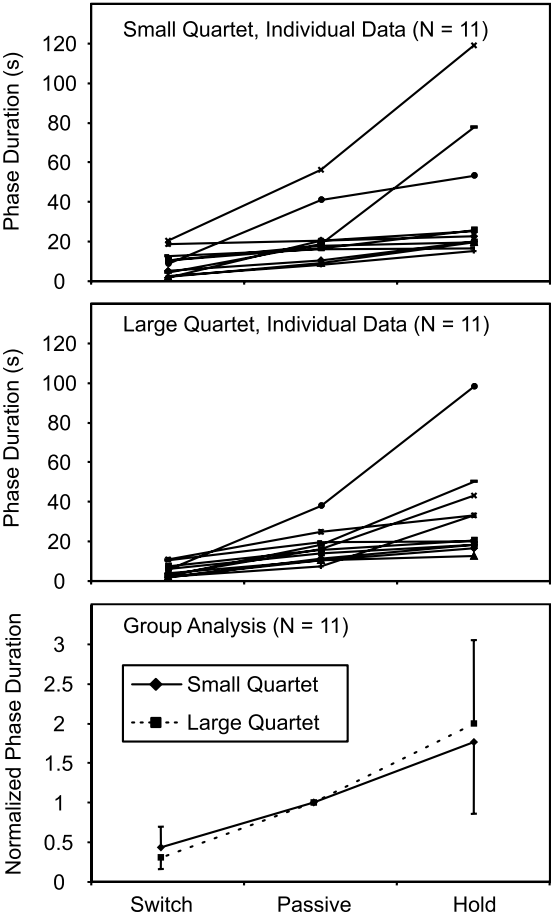 Small Quartet, Individual Data (N = 11)
Phase Duration (s)
120
100
80
60
40
20
0
Large Quartet, Individual Data (N = 11)
Phase Duration (s)
120
100
80
60
40
20
0
Group Analysis (N = 11)
Normalized Phase Duration
3
2.5
2
1.5
1
0.5
0
Small Quartet
Large Quartet
Switch Passive Hold